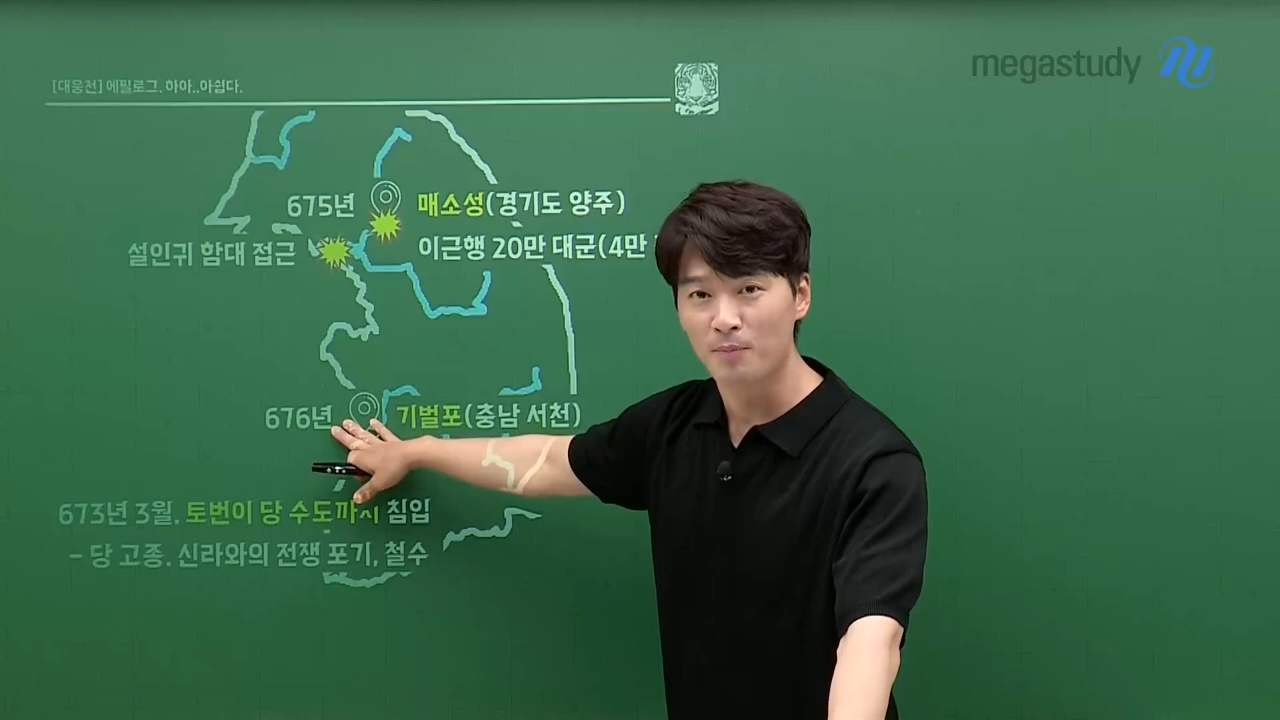 megastudy
[대웅전] 에필로그. 하아..아쉽다.
675년 매소성(경기도 양주)
설인귀 함대 접근 이근행 20만 대군(4만
676년 기벌포(충남 서천)
673년 3월. 토번이 당 수도까지 침입
- 당 고종. 신라와의 전쟁 포기, 철수